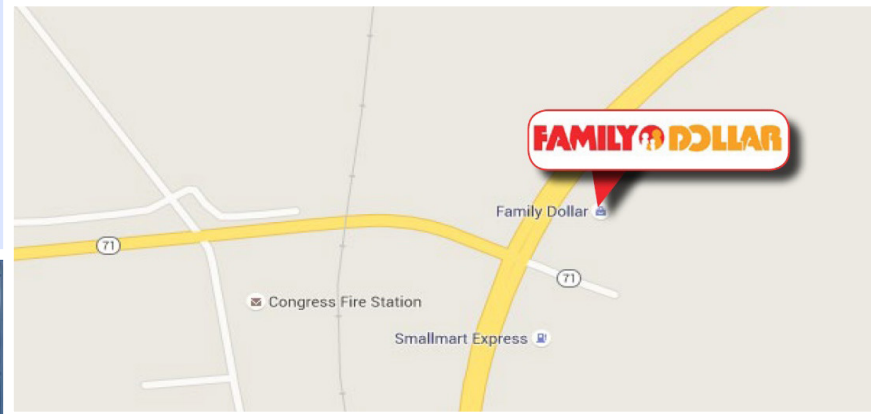 FAMILY DOLLAR
Family Dollar
71
71
Congress Fire Station
Smallmart Express